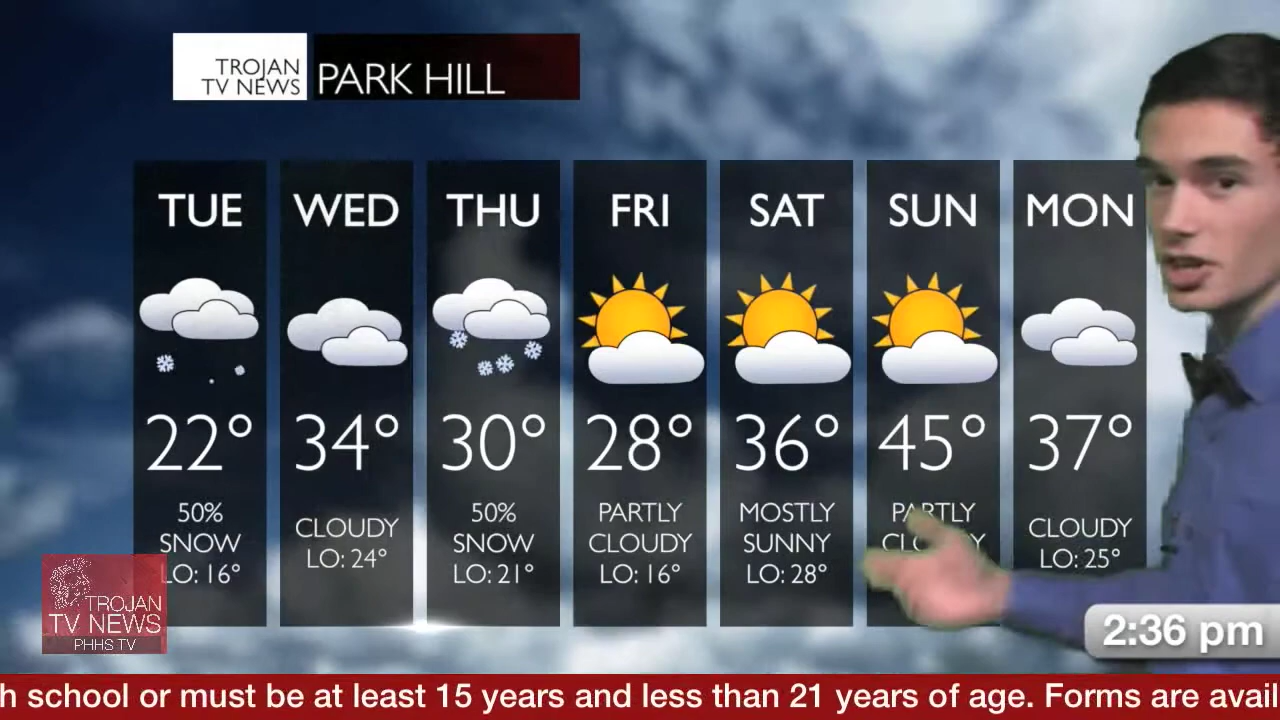 TROJAN
TV NEWS
PARK HILL
TUE
22°
50%
SNOW
LO: 16°
WED
34°
CLOUDY
LO: 24°
THU
30°
50%
SNOW
LO: 21°
FRI
28°
PARTLY
CLOUDY
LO: 16°
SAT
36°
MOSTLY
SUNNY
LO: 28°
SUN
45°
PARTLY
CLOUDY
MON
37°
CLOUDY
LO: 25°
TROJAN
TV NEWS
PHHS TV
2:36 pm
h school or must be at least 15 years and less than 21 years of age. Forms are avail